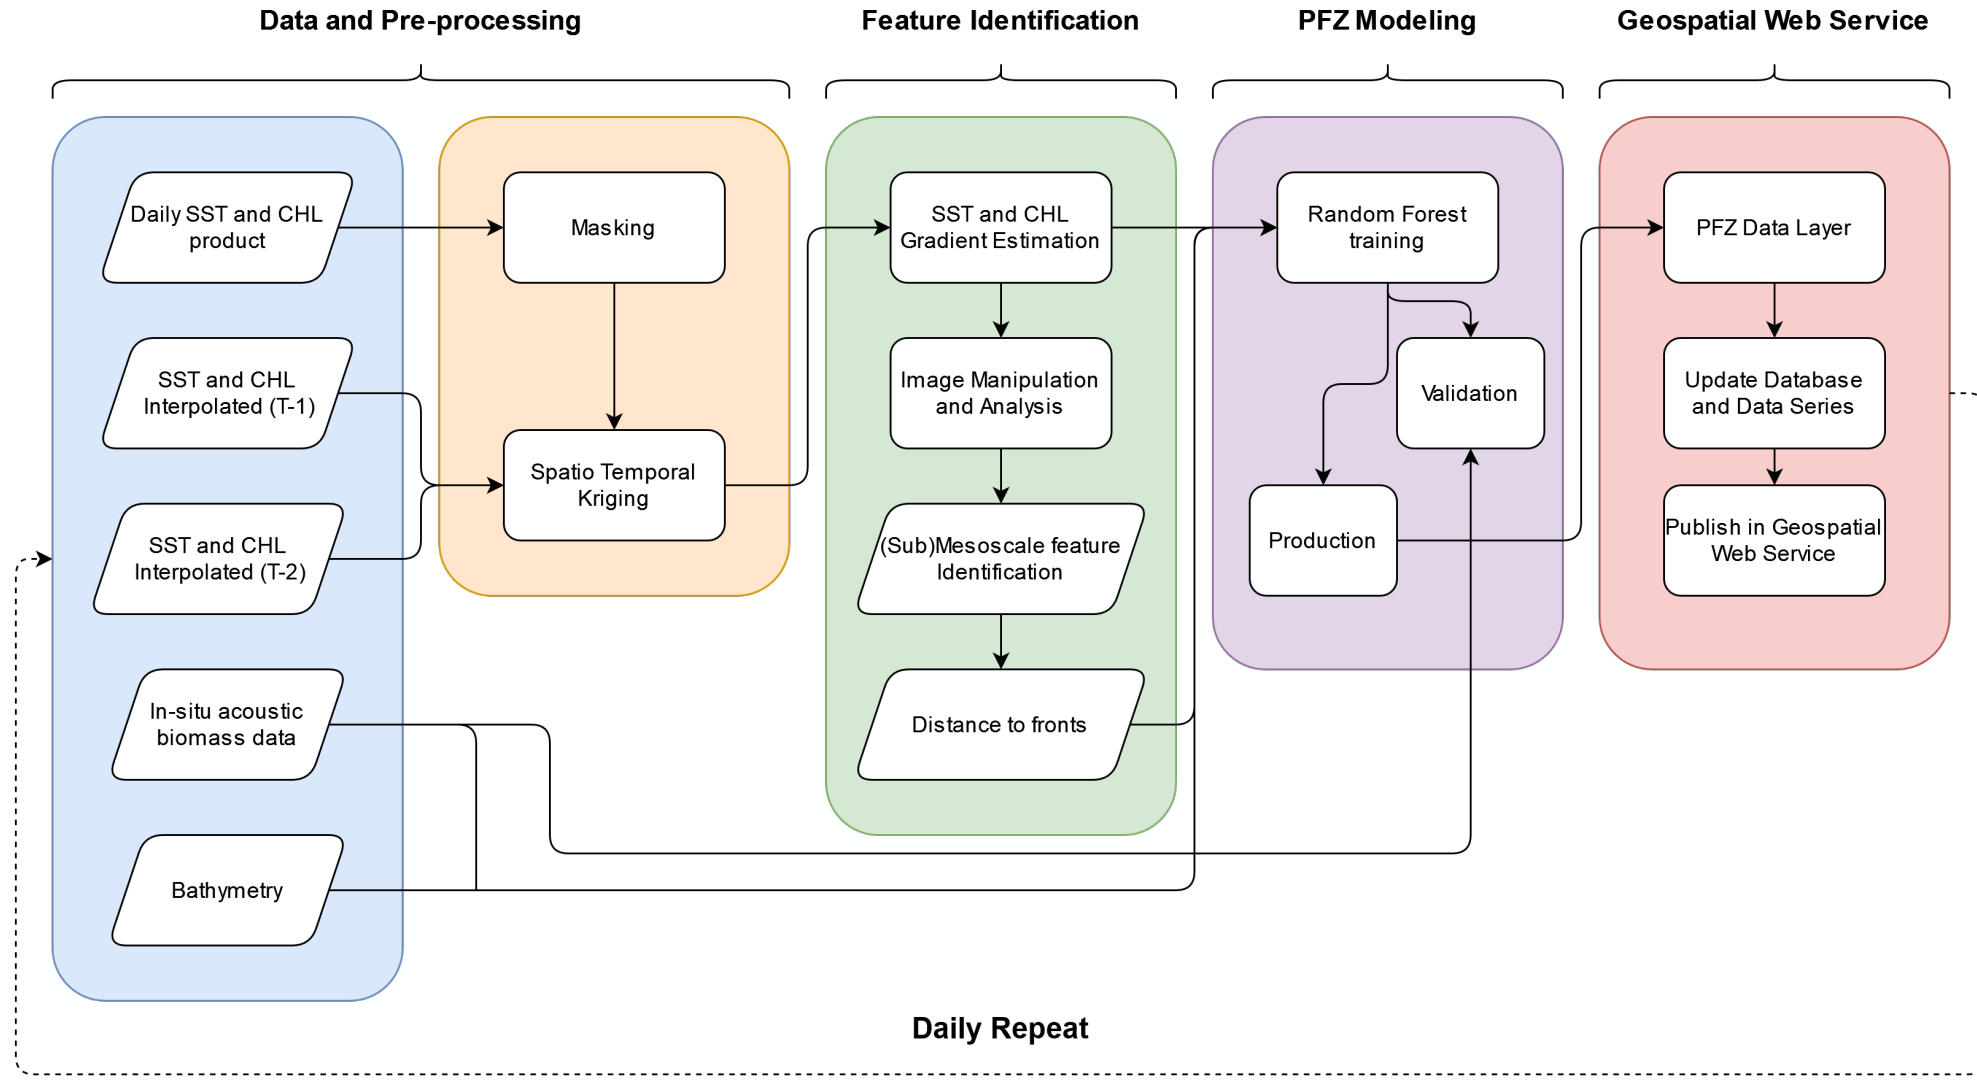 Data and Pre-processing
Feature Identification
PFZ Modeling
Geospatial Web Service
Daily SST and CHL
product
SST and CHL
Interpolated (T-1)
SST and CHL
Interpolated (T-2)
In-situ acoustic
biomass data
Bathymetry
Masking
Spatio Temporal
Kriging
SST and CHL
Gradient Estimation
Image Manipulation
and Analysis
(Sub)Mesoscale feature
Identification
Distance to fronts
Random Forest
training
Validation
Production
PFZ Data Layer
Update Database
and Data Series
Publish in Geospatial
Web Service
Daily Repeat